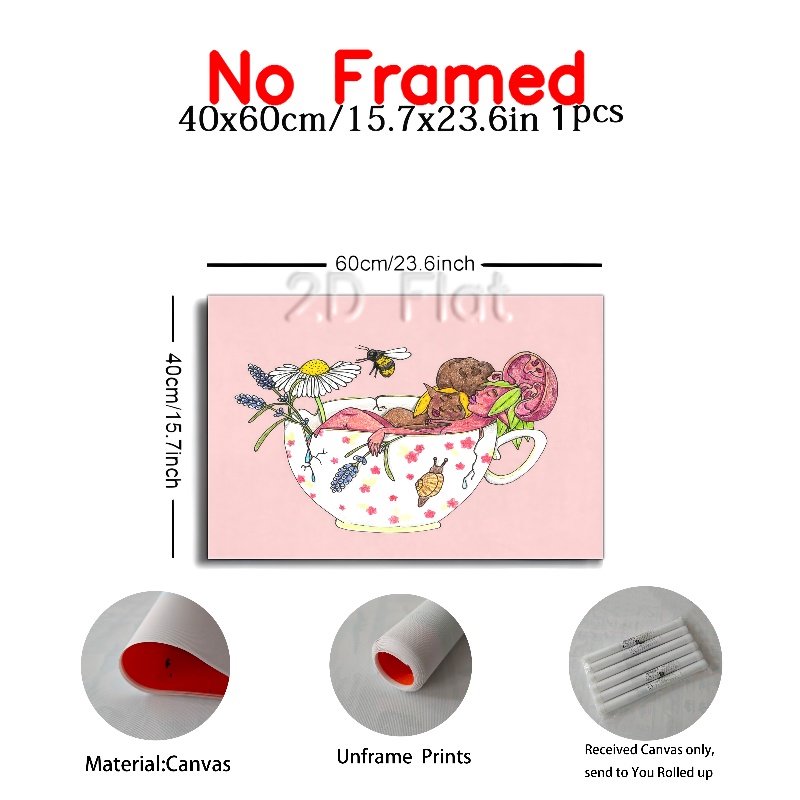 No Framed
40x60cm/15.7x23.6in 1pcs
60cm/23.6inch
2D Flat
40cm/15.7inch
Material:Canvas
Unframe Prints
Received Canvas only,
send to You Rolled up